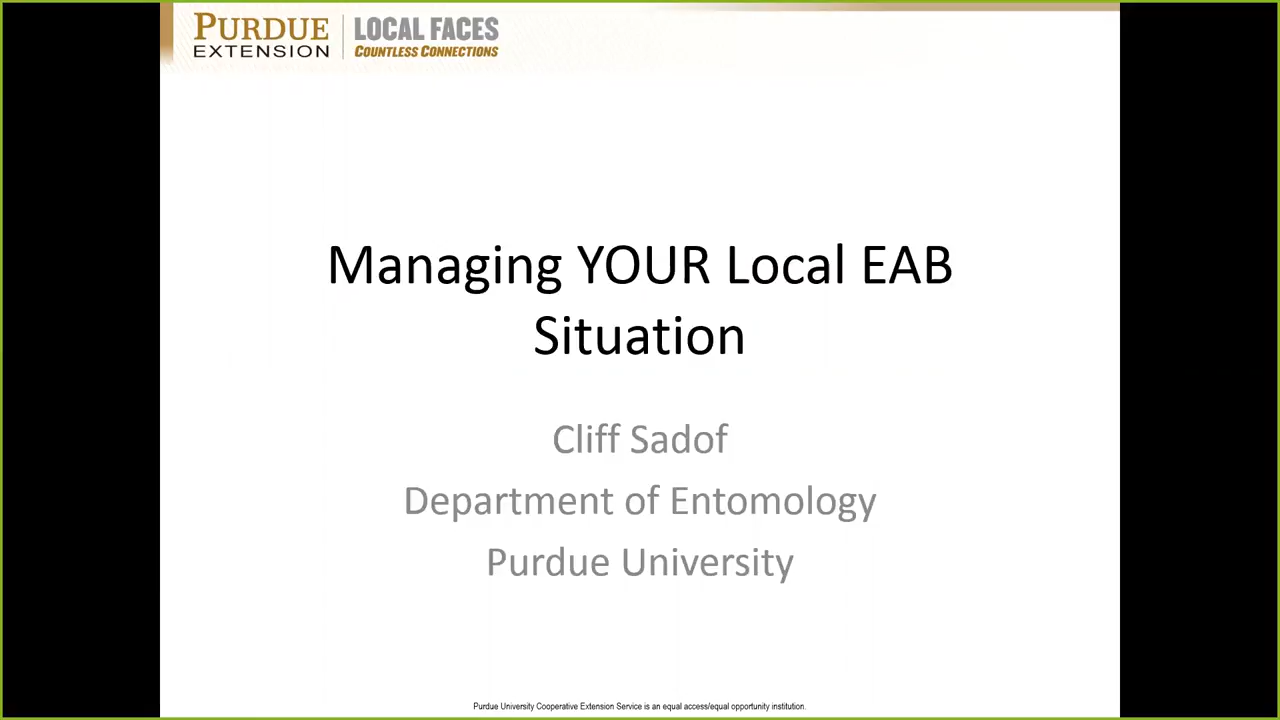 PURDUE
EXTENSION
LOCAL FACES
COUNTLESS CONNECTIONS
Managing YOUR Local EAB
Situation
Cliff Sadof
Department of Entomology
Purdue University
Purdue University Cooperative Extension Service is an equal access/equal opportunity institution.